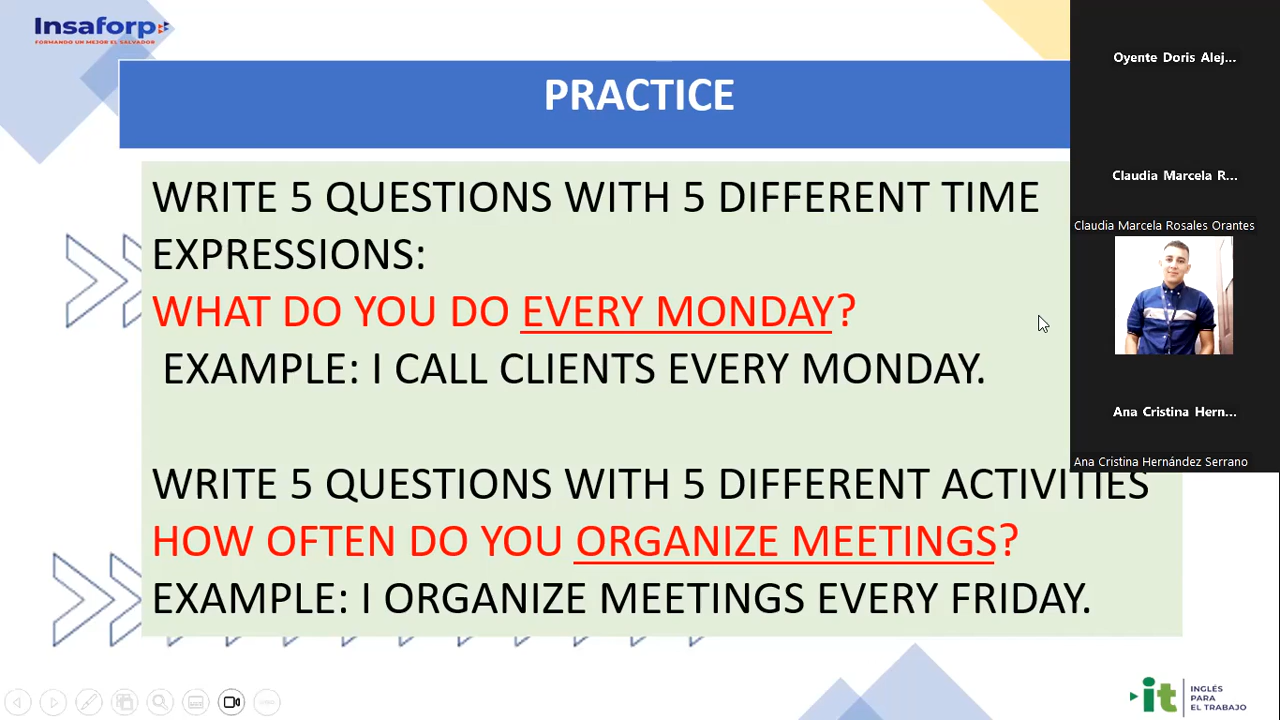 Insaforp
FORMANDO UN MEJOR EL SALVADOR
PRACTICE
WRITE 5 QUESTIONS WITH 5 DIFFERENT TIME
EXPRESSIONS:
WHAT DO YOU DO EVERY MONDAY?
EXAMPLE: I CALL CLIENTS EVERY MONDAY.
WRITE 5 QUESTIONS WITH 5 DIFFERENT ACTIVITIES
HOW OFTEN DO YOU ORGANIZE MEETINGS?
EXAMPLE: I ORGANIZE MEETINGS EVERY FRIDAY.
Oyente Doris Alej...
Claudia Marcela R...
Claudia Marcela Rosales Orantes
Ana Cristina Hern...
Ana Cristina Hernández Serrano
it
INGLÉS
PARA
EL TRABAJO